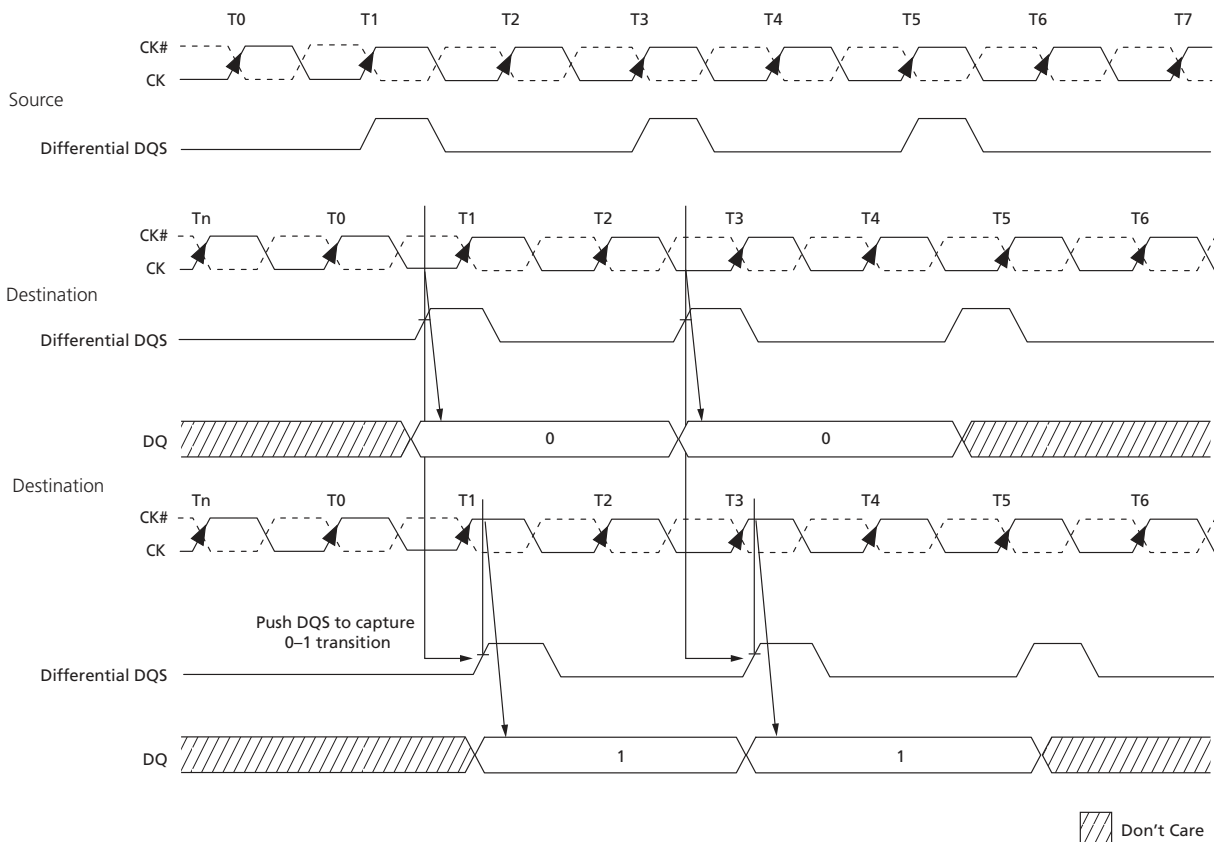 T0 T1 T2 T3 T4 T5 T6 T7
CK#
CK
Source
Differential DQS
Tn T0 T1 T2 T3 T4 T5 T6
CK#
CK
Destination
Differential DQS
DQ 0 0
Destination
Tn T0 T1 T2 T3 T4 T5 T6
CK#
CK
Push DQS to capture
0–1 transition
Differential DQS
DQ 1 1
Don't Care